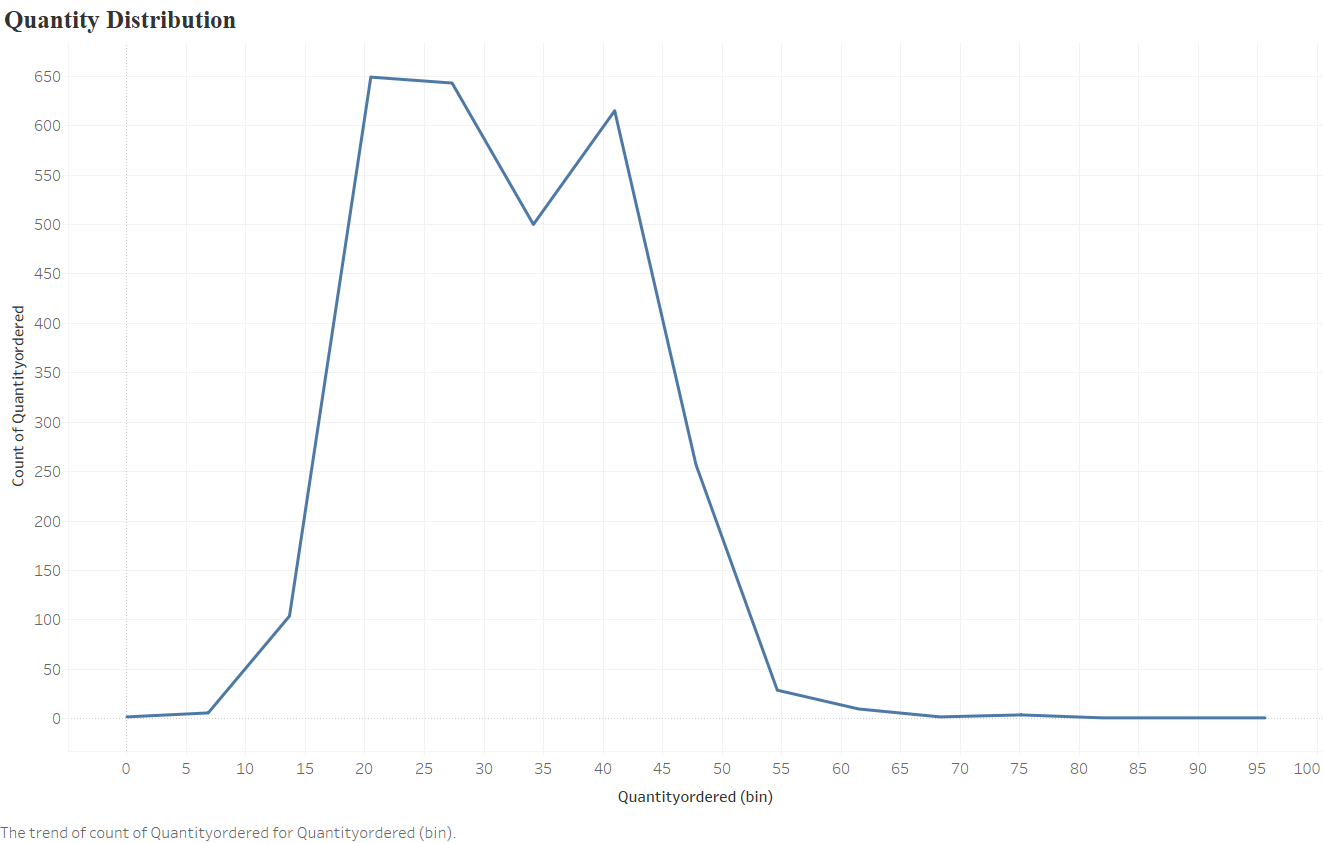 Quantity Distribution
650
600
550
500
450
400
350
300
250
200
150
100
50
0
Count of Quantityordered
0 5 10 15 20 25 30 35 40 45 50 55 60 65 70 75 80 85 90 95 100
Quantityordered (bin)
The trend of count of Quantityordered for Quantityordered (bin).